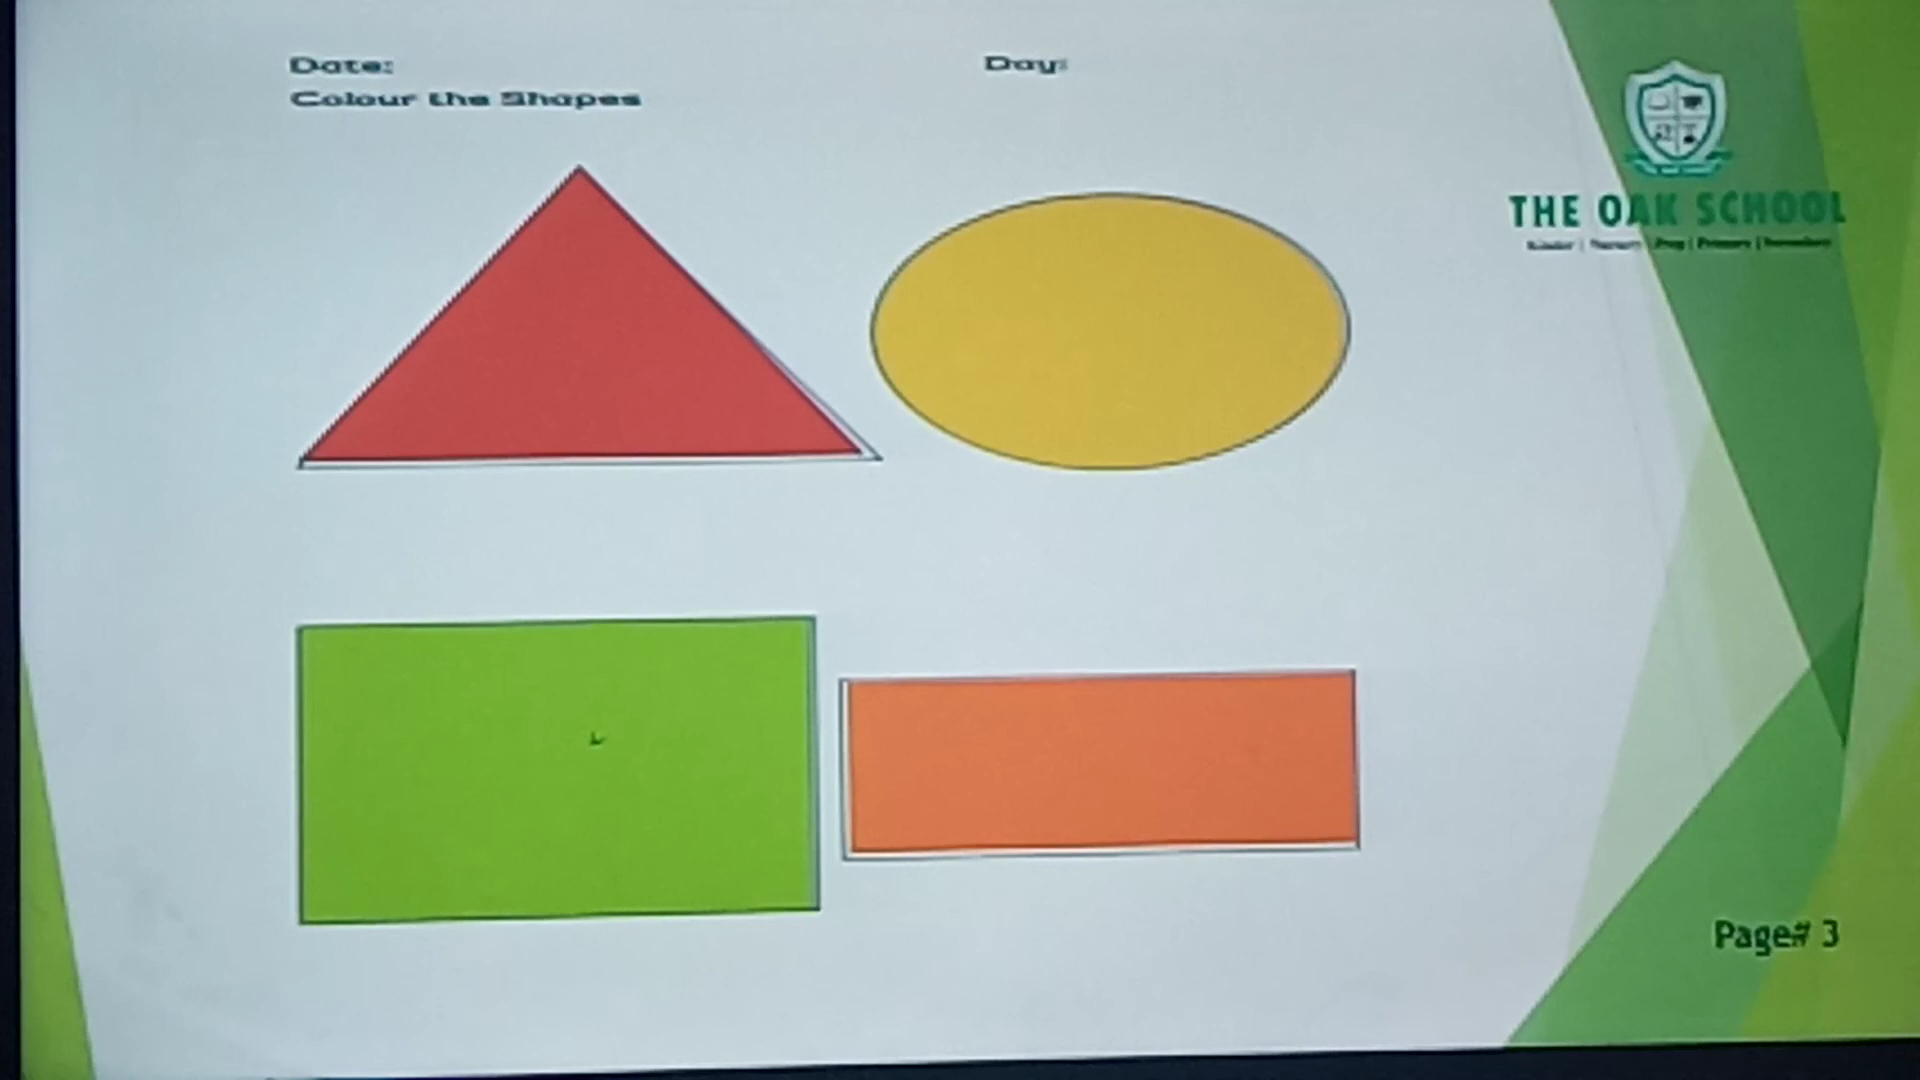 Date:
Day:
Colour the Shapes
THE OAK SCHOOL
Page# 3